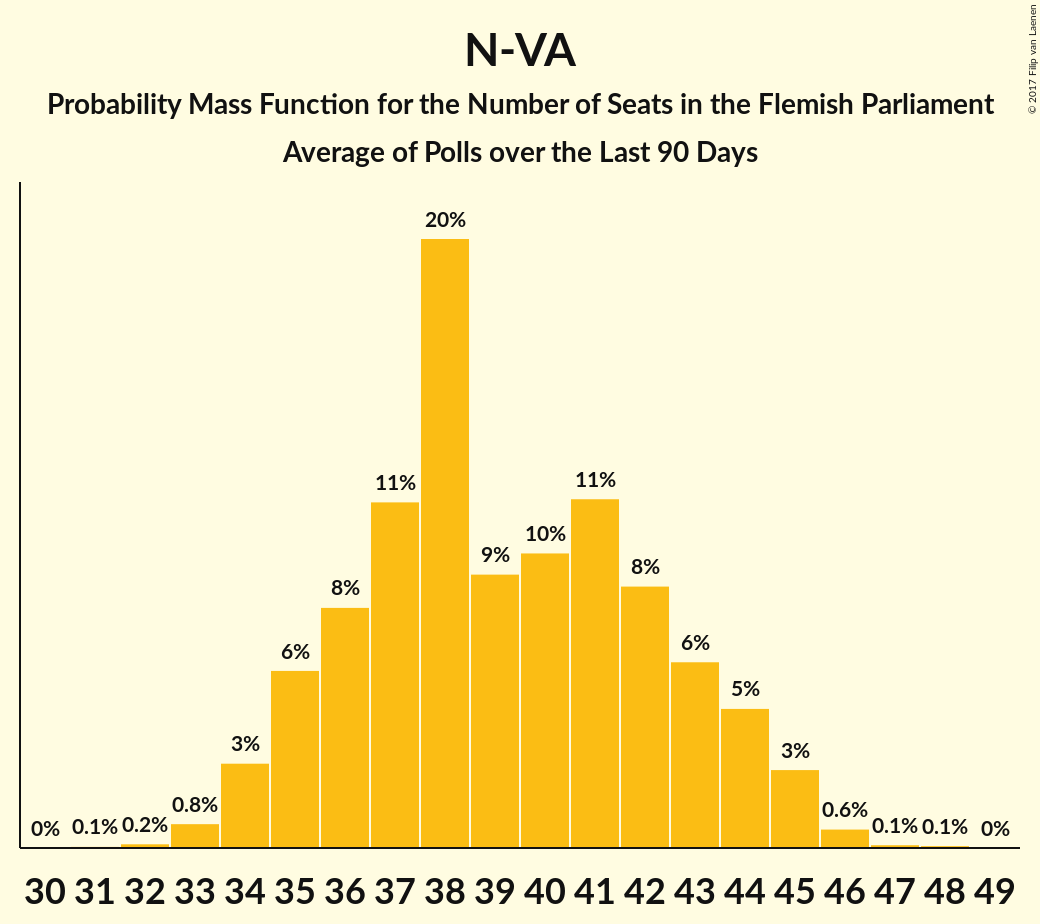 N-VA
Probability Mass Function for the Number of Seats in the Flemish Parliament
Average of Polls over the Last 90 Days
© 2017 Filip van Laenen
20%
11%
11%
10%
9%
8%
8%
6%
6%
5%
3%
3%
0.8%
0.6%
0% 0.1% 0.2%
0.1% 0.1% 0%
30 31 32 33 34 35 36 37 38 39 40 41 42 43 44 45 46 47 48 49